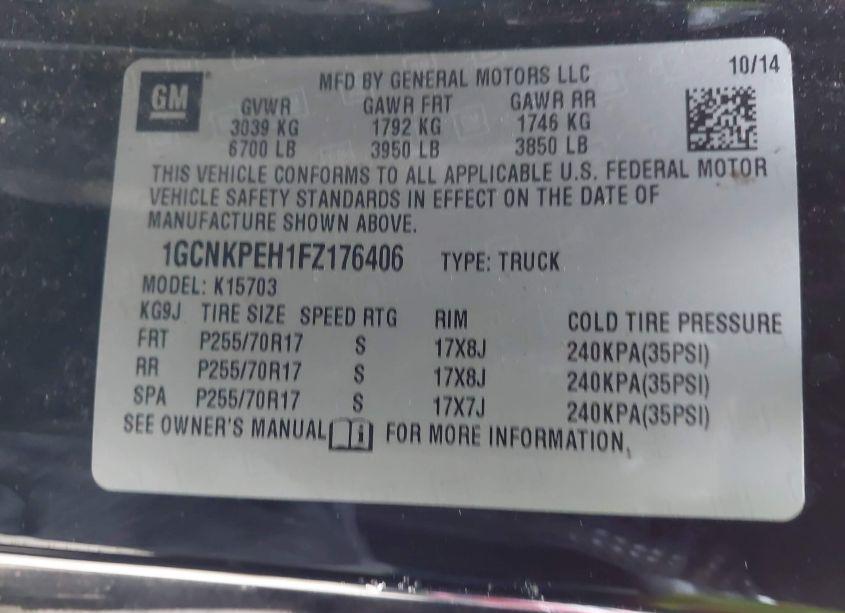 GM
MFD BY GENERAL MOTORS LLC 10/14
GVWR GAWR FRT GAWR RR
3039 KG 1792 KG 1746 KG
6700 LB 3950 LB 3850 LB
THIS VEHICLE CONFORMS TO ALL APPLICABLE U.S. FEDERAL MOTOR
VEHICLE SAFETY STANDARDS IN EFFECT ON THE DATE OF
MANUFACTURE SHOWN ABOVE.
1GCNKPEH1FZ176406 TYPE: TRUCK
MODEL: K15703
KG9J TIRE SIZE SPEED RTG RIM COLD TIRE PRESSURE
FRT P255/70R17 S 17X8J 240KPA(35PSI)
RR P255/70R17 S 17X8J 240KPA(35PSI)
SPA P255/70R17 S 17X7J 240KPA(35PSI)
SEE OWNER'S MANUAL i FOR MORE INFORMATION.